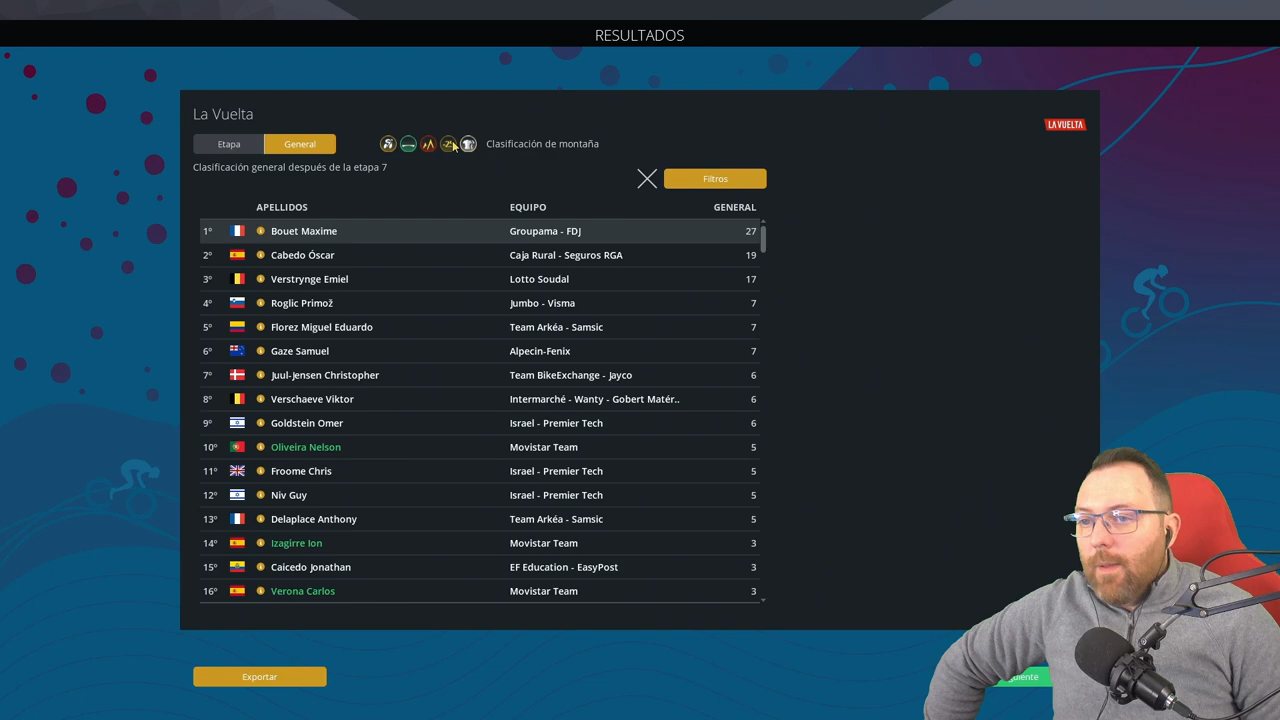 RESULTADOS
La Vuelta
LA VUELTA
Etapa General Clasificación de montaña
Clasificación general después de la etapa 7
Filtros
APELLIDOS EQUIPO GENERAL
1º Bouet Maxime Groupama - FDJ 27
2º Cabedo Óscar Caja Rural - Seguros RGA 19
3º Verstrynge Emiel Lotto Soudal 17
4º Roglic Primož Jumbo - Visma 7
5º Florez Miguel Eduardo Team Arkéa - Samsic 7
6º Gaze Samuel Alpecin-Fenix 7
7º Juul-Jensen Christopher Team BikeExchange - Jayco 6
8º Verschaeve Viktor Intermarché - Wanty - Gobert Matér.. 6
9º Goldstein Omer Israel - Premier Tech 6
10º Oliveira Nelson Movistar Team 5
11º Froome Chris Israel - Premier Tech 5
12º Niv Guy Israel - Premier Tech 5
13º Delaplace Anthony Team Arkéa - Samsic 5
14º Izagirre Ion Movistar Team 3
15º Caicedo Jonathan EF Education - EasyPost 3
16º Verona Carlos Movistar Team 3
Exportar